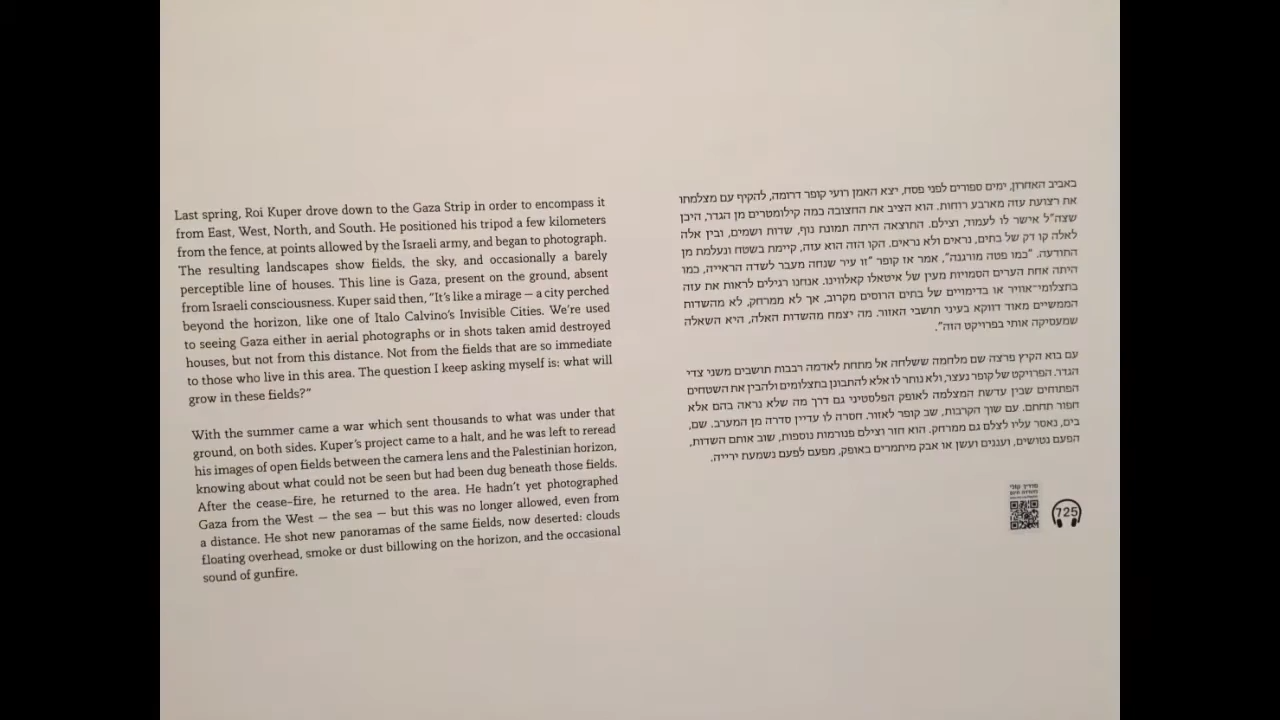 Last spring, Roi Kuper drove down to the Gaza Strip in order to encompass it
from East, West, North, and South. He positioned his tripod a few kilometers
from the fence, at points allowed by the Israeli army, and began to photograph.
The resulting landscapes show fields, the sky, and occasionally a barely
perceptible line of houses. This line is Gaza, present on the ground, absent
from Israeli consciousness. Kuper said then, “It’s like a mirage — a city perched
beyond the horizon, like one of Italo Calvino’s Invisible Cities. We’re used
to seeing Gaza either in aerial photographs or in shots taken amid destroyed
houses, but not from this distance. Not from the fields that are so immediate
to those who live in this area. The question I keep asking myself is: what will
grow in these fields?”
With the summer came a war which sent thousands to what was under that
ground, on both sides. Kuper’s project came to a halt, and he was left to reread
his images of open fields between the camera lens and the Palestinian horizon,
knowing about what could not be seen but had been dug beneath those fields.
After the cease-fire, he returned to the area. He hadn’t yet photographed
Gaza from the West — the sea — but this was no longer allowed, even from
a distance. He shot new panoramas of the same fields, now deserted: clouds
floating overhead, smoke or dust billowing on the horizon, and the occasional
sound of gunfire.
באביב האחרון, ימים ספורים לפני פסח, יצא האמן רועי קופר דרומה, להקיף עם מצלמתו
את רצועת עזה מארבע רוחות. הוא הציב את החצובה כמה קילומטרים מן הגדר, היכן
שצה"ל אישר לו לעמוד, וצילם. התוצאה היתה תמונת נוף, שדות ושמים, ובין אלה
לאלה קו דק של בתים, נראים ולא נראים. הקו הזה הוא עזה, קיימת בשטח ונעלמת מן
התודעה. "כמו פטה מורגנה", אמר אז קופר "זו עיר שנחה מעבר לשדה הראייה, כמו
היתה אחת הערים הסמויות מעין של איטאלו קאלווינו. אנחנו רגילים לראות את עזה
בתצלומי־אוויר או בדימויים של בתים הרוסים מקרוב, אך לא ממרחק, לא מהשדות
הממשיים מאוד דווקא בעיני תושבי האזור. מה יצמח מהשדות האלה, היא השאלה
שמעסיקה אותי בפרויקט הזה".
עם בוא הקיץ פרצה שם מלחמה ששלחה אל מתחת לאדמה רבבות תושבים משני צדי
הגדר. הפרויקט של קופר נעצר, ולא נותר לו אלא להתבונן בתצלומים ולהבין את השטחים
הפתוחים שבין עדשת המצלמה לאופק הפלסטיני גם דרך מה שלא נראה בהם אלא
חפור תחתם. עם שוך הקרבות, שב קופר לאזור. חסרה לו עדיין סדרה מן המערב. שם,
בים, נאסר עליו לצלם גם ממרחק. הוא חזר וצילם פנורמות נוספות, שוב אותם השדות,
הפעם נטושים, ועננים ועשן או אבק מיתמרים באופק, מפעם לפעם נשמעת ירייה.
מדריך קולי
725